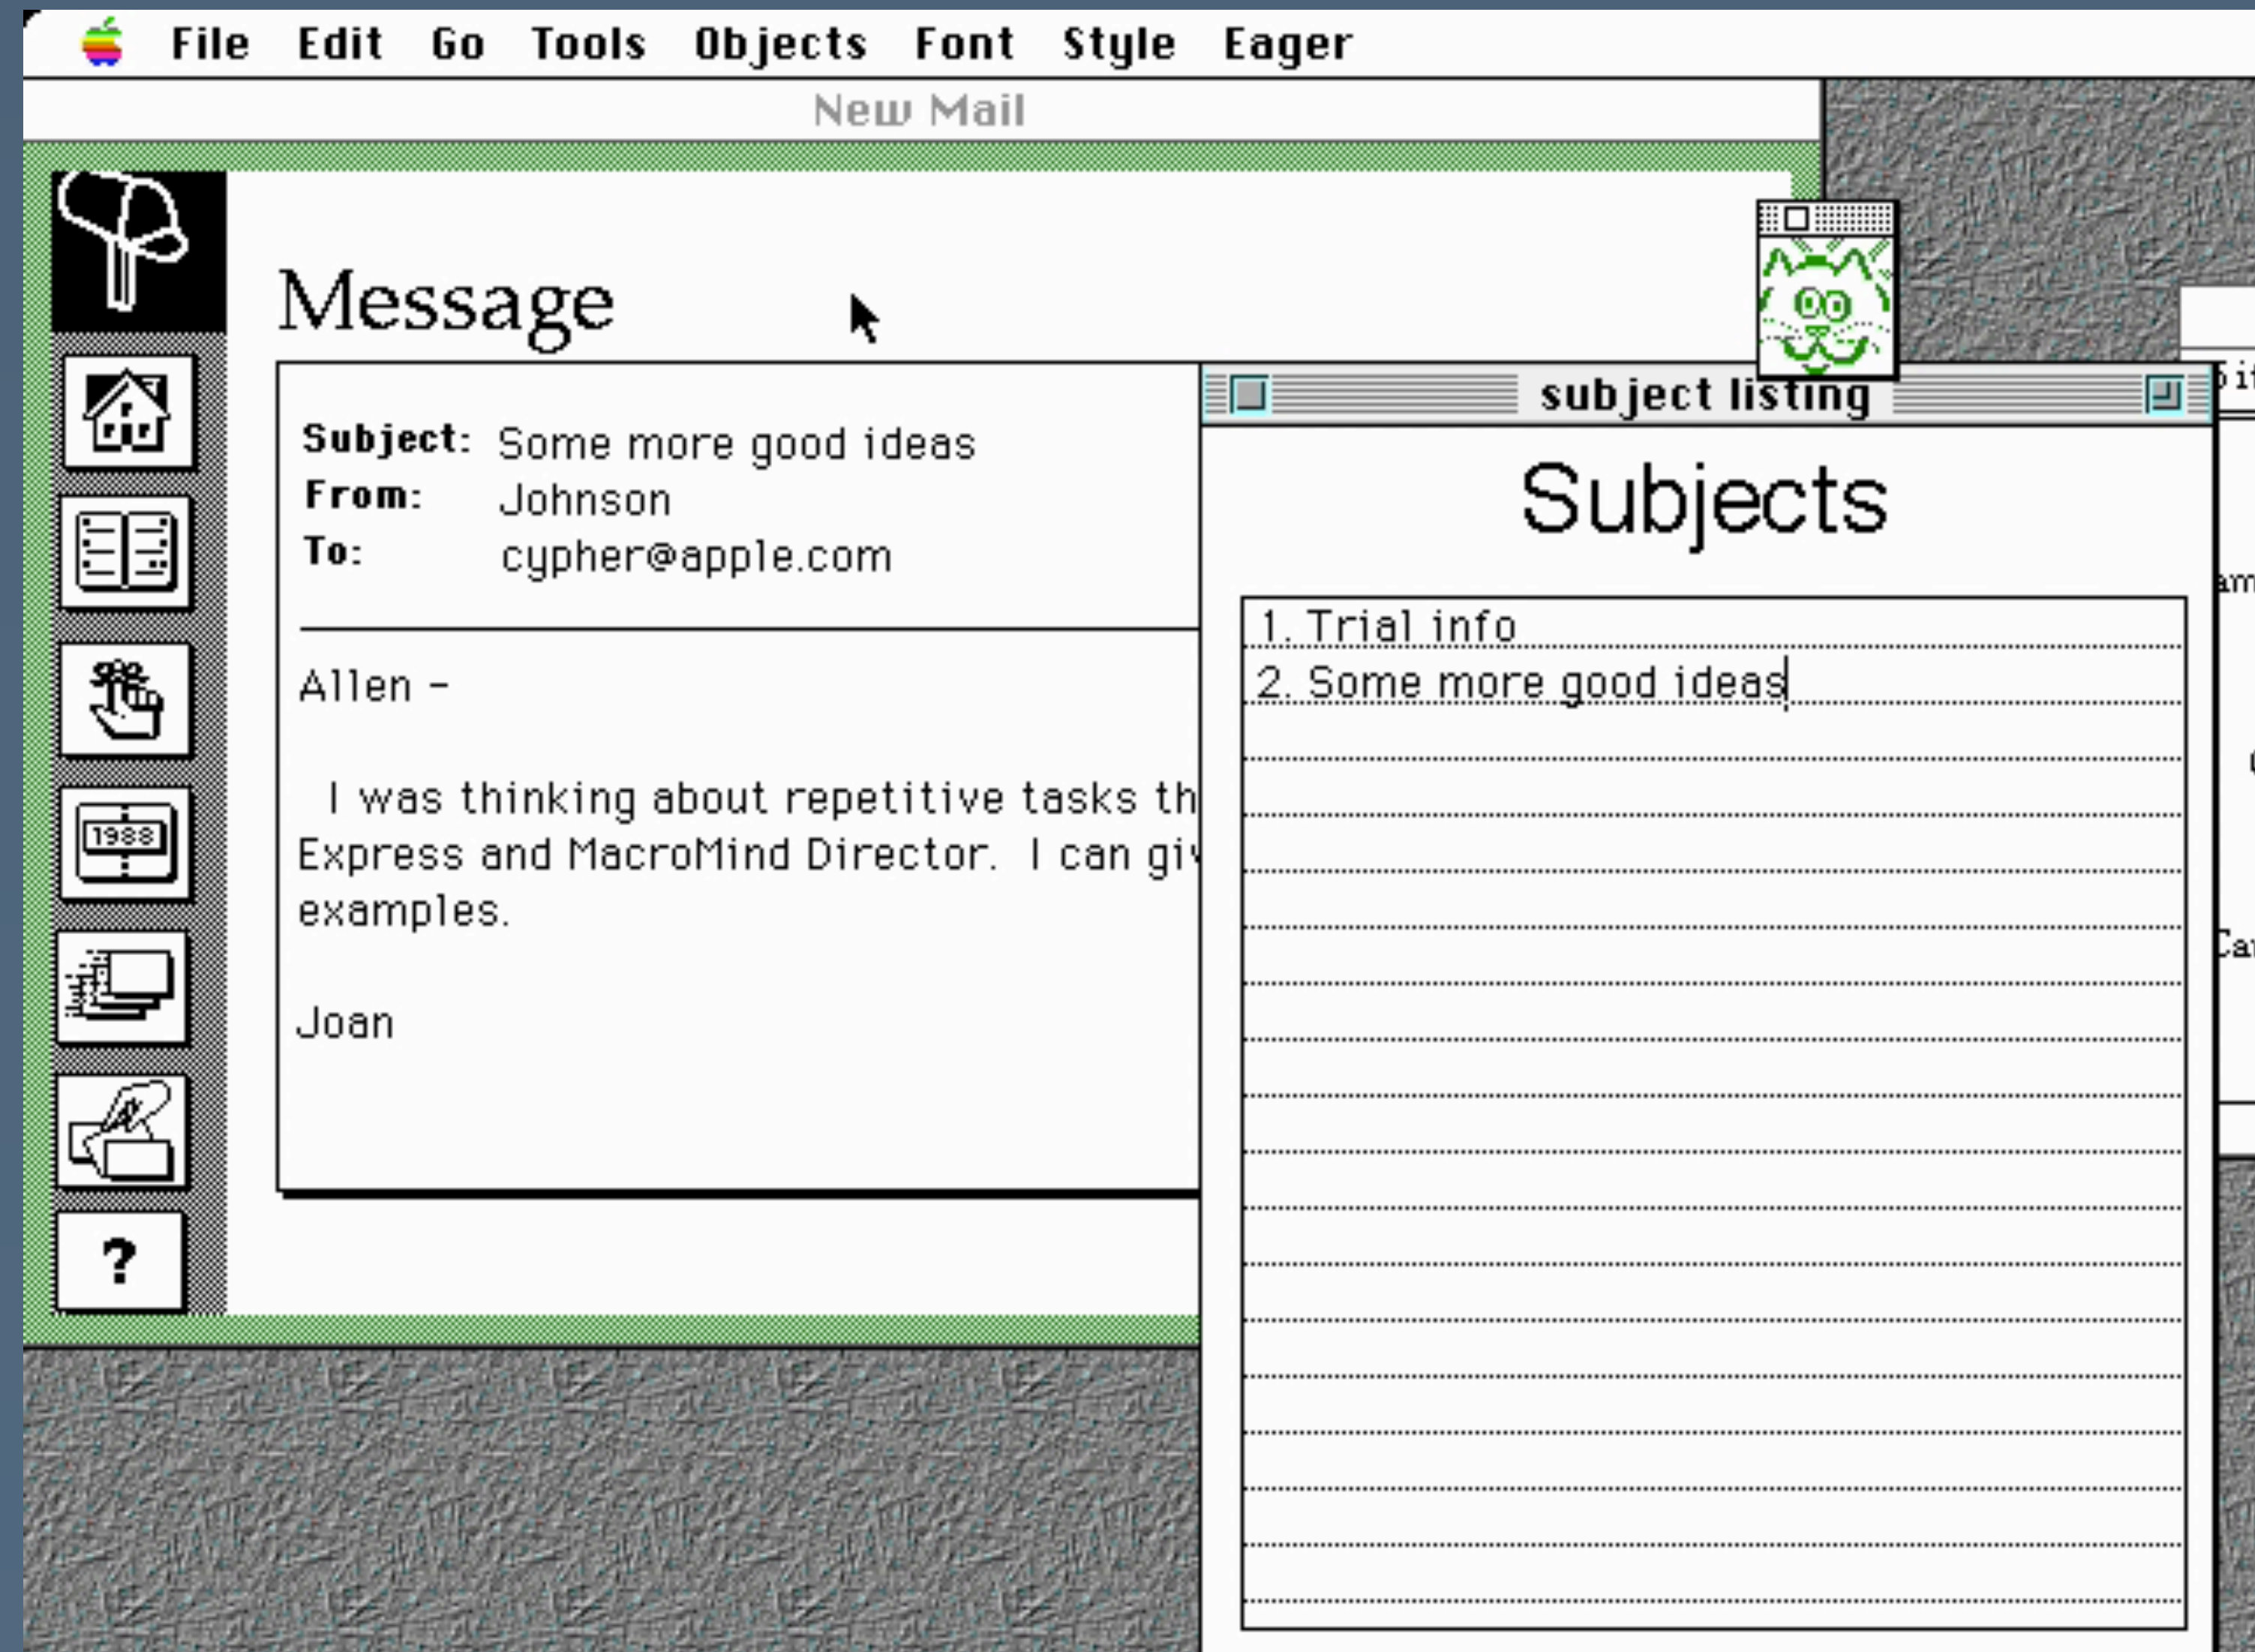 File Edit Go Tools Objects Font Style Eager
New Mail
Message
Subject: Some more good ideas
From: Johnson
To: cypher@apple.com
Allen -
I was thinking about repetitive tasks
Express and MacroMind Director. I can
examples.
Joan
1988
?
subject listing
Subjects
1. Trial info
2. Some more good ideas